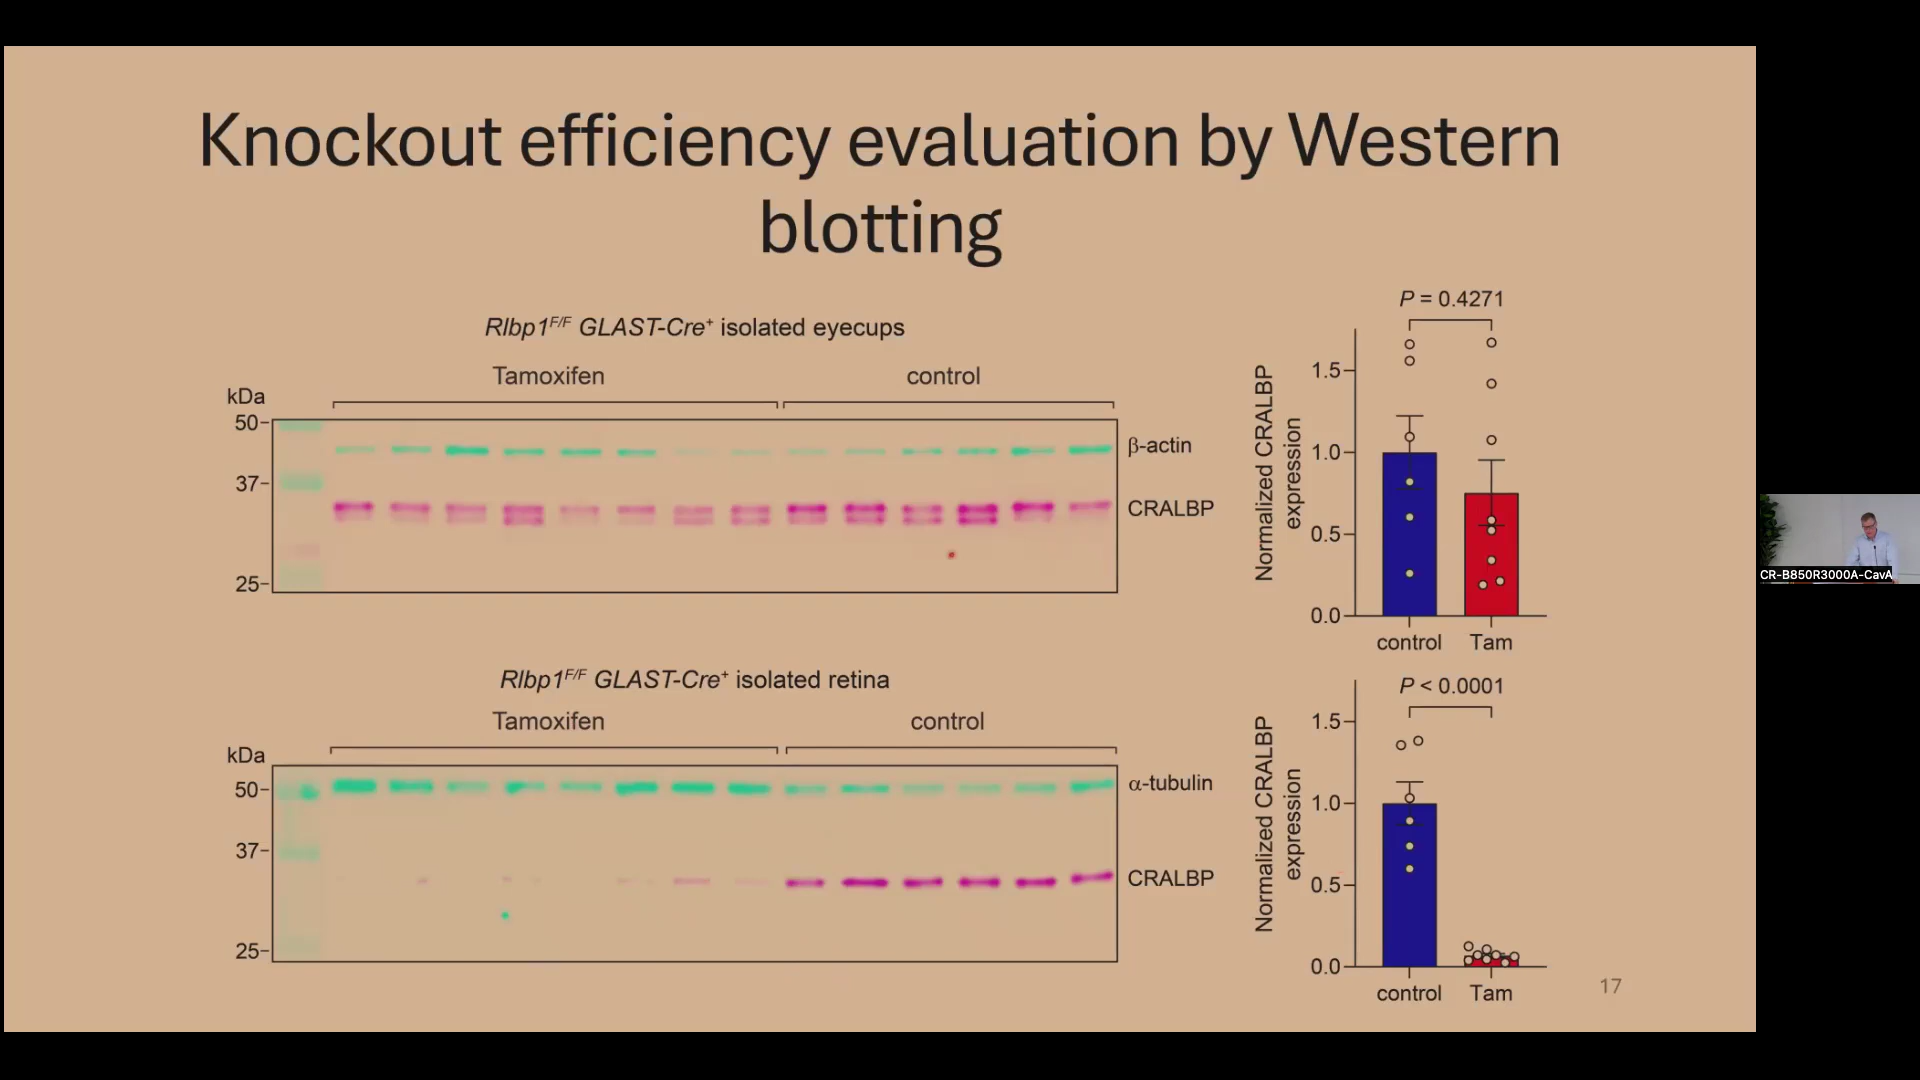 Knockout efficiency evaluation by Western
blotting
Rlbp1F/F GLAST-Cre+ isolated eyecups
Tamoxifen
control
kDa
50
37
25
β-actin
CRALBP
P = 0.4271
Normalized CRALBP
expression
1.5
1.0
0.5
0.0
control
Tam
Rlbp1F/F GLAST-Cre+ isolated retina
Tamoxifen
control
kDa
50
37
25
α-tubulin
CRALBP
P < 0.0001
Normalized CRALBP
expression
1.5
1.0
0.5
0.0
control
Tam
17
CR-B850R3000A-CavA